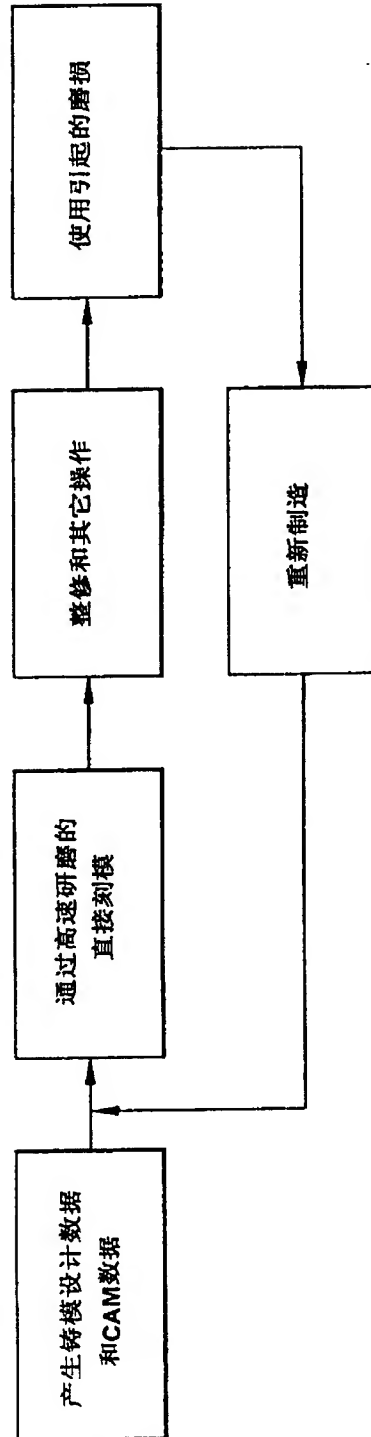 产生铸模设计数据
和CAM数据
通过高速研磨的
直接刻模
整修和其它操作
使用引起的磨损
重新制造